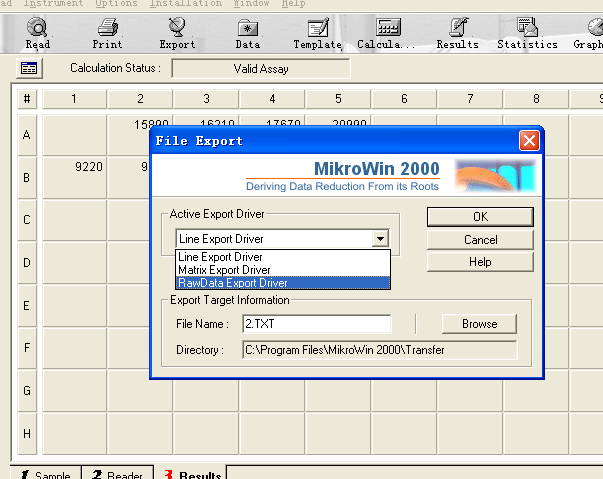 Instrument Options Installation Window Help
Read Print Export Data Template Calcula... Results Statistics Graph
Calculation Status : Valid Assay
# 1 2 3 4 5 6 7 8
A 15890 16210 17670 20990
File Export
B 9220
MikroWin 2000
Deriving Data Reduction From its Roots
C
Active Export Driver
OK
Line Export Driver
Cancel
D
Line Export Driver
Help
Matrix Export Driver
RawData Export Driver
E
Export Target Information
F
File Name : 2.TXT Browse
Directory : C:\Program Files\MikroWin 2000\Transfer
G
H
1 Sample 2 Reader 3 Results